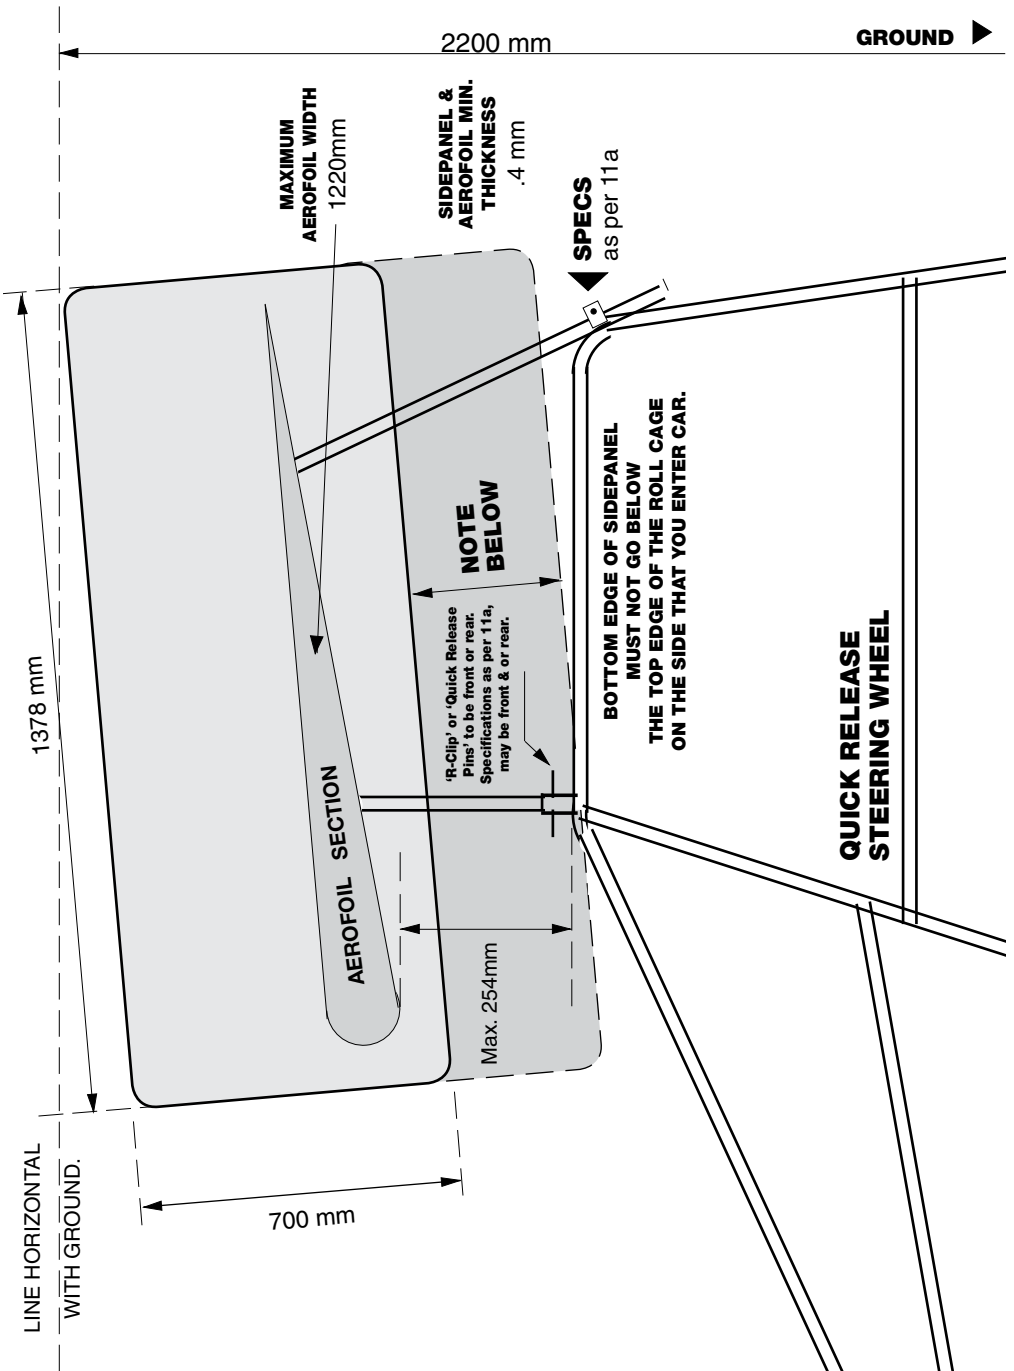 2200 mm
GROUND
MAXIMUM
AEROFOIL WIDTH
1220mm
SIDEPANEL &
AEROFOIL MIN.
THICKNESS
.4 mm
SPECS
as per 11a
1378 mm
NOTE
BELOW
'R-Clip' or 'Quick Release
Pins' to be front or rear.
Specifications as per 11a,
may be front & or rear.
BOTTOM EDGE OF SIDEPANEL
MUST NOT GO BELOW
THE TOP EDGE OF THE ROLL CAGE
ON THE SIDE THAT YOU ENTER CAR.
QUICK RELEASE
STEERING WHEEL
AEROFOIL SECTION
Max. 254mm
700 mm
LINE HORIZONTAL
WITH GROUND.